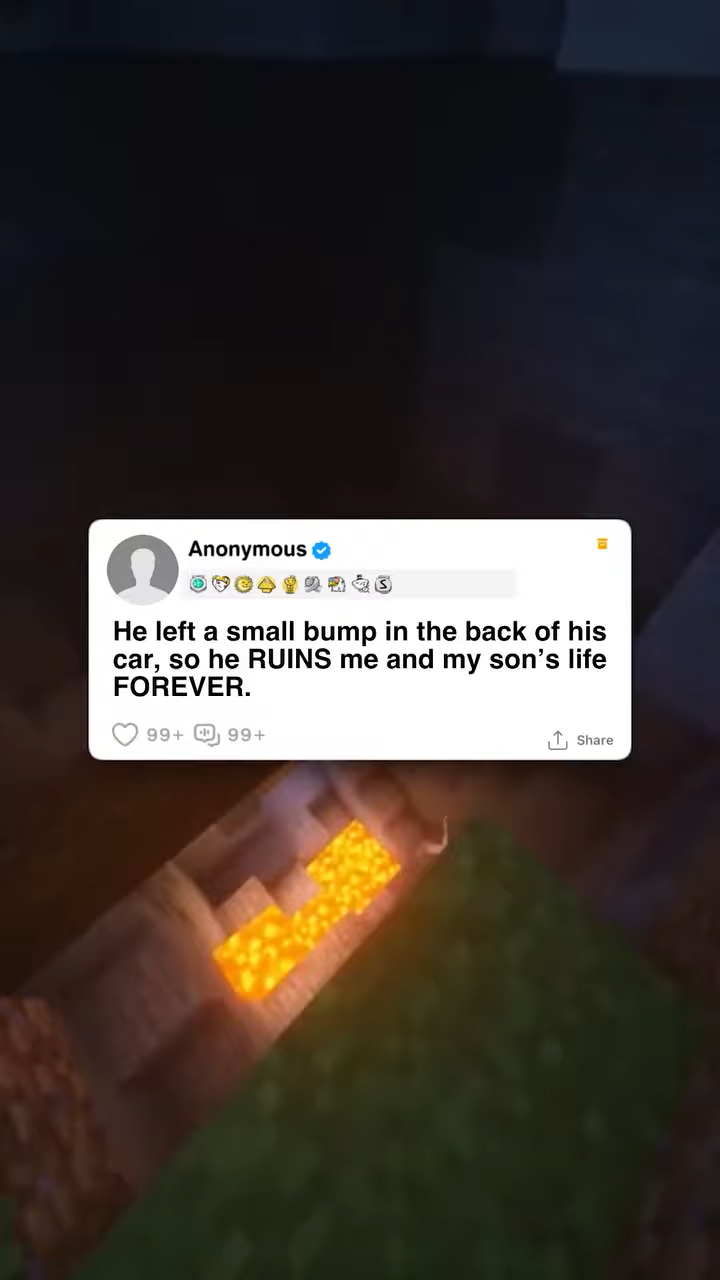 Anonymous
He left a small bump in the back of his
car, so he RUINS me and my son’s life
FOREVER.
99+ 99+
Share